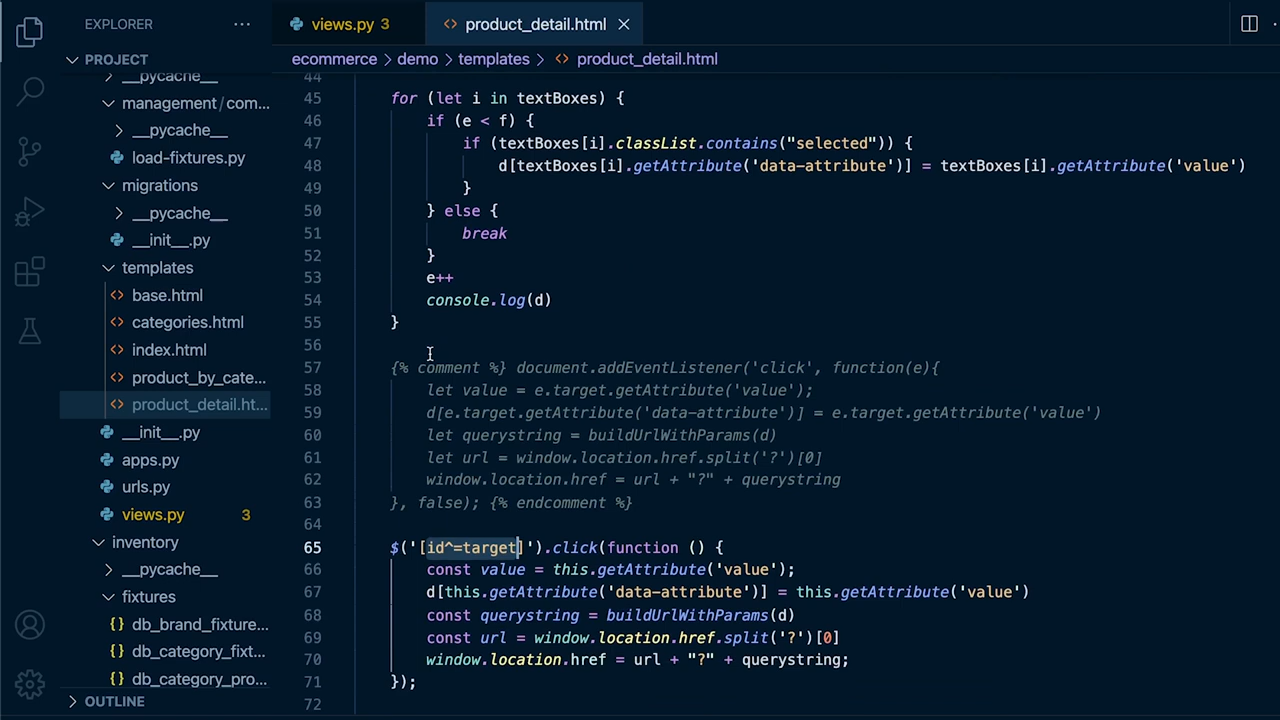 EXPLORER
PROJECT
__pycache__
management/com...
__pycache__
load-fixtures.py
migrations
__pycache__
__init__.py
templates
base.html
categories.html
index.html
product_by_cate...
product_detail.ht...
__init__.py
apps.py
urls.py
views.py 3
inventory
__pycache__
fixtures
db_brand_fixture...
db_category_fixt...
db_category_pro...
OUTLINE
views.py 3
product_detail.html
ecommerce > demo > templates > product_detail.html
44
45 for (let i in textBoxes) {
46 if (e < f) {
47 if (textBoxes[i].classList.contains("selected")) {
48 d[textBoxes[i].getAttribute('data-attribute')] = textBoxes[i].getAttribute('value')
49 }
50 } else {
51 break
52 }
53 e++
54 console.log(d)
55 }
56
57 {% comment %} document.addEventListener('click', function(e){
58 let value = e.target.getAttribute('value');
59 d[e.target.getAttribute('data-attribute')] = e.target.getAttribute('value')
60 let querystring = buildUrlWithParams(d)
61 let url = window.location.href.split('?')[0]
62 window.location.href = url + "?" + querystring
63 }, false); {% endcomment %}
64
65 $('[id^=target]').click(function () {
66 const value = this.getAttribute('value');
67 d[this.getAttribute('data-attribute')] = this.getAttribute('value')
68 const querystring = buildUrlWithParams(d)
69 const url = window.location.href.split('?')[0]
70 window.location.href = url + "?" + querystring;
71 });
72